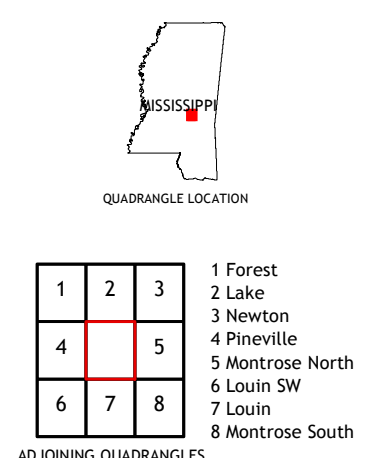 MISSISSIPPI
QUADRANGLE LOCATION
1 2 3
4 5
6 7 8
1 Forest
2 Lake
3 Newton
4 Pineville
5 Montrose North
6 Louin SW
7 Louin
8 Montrose South
ADJOINING QUADRANGLES